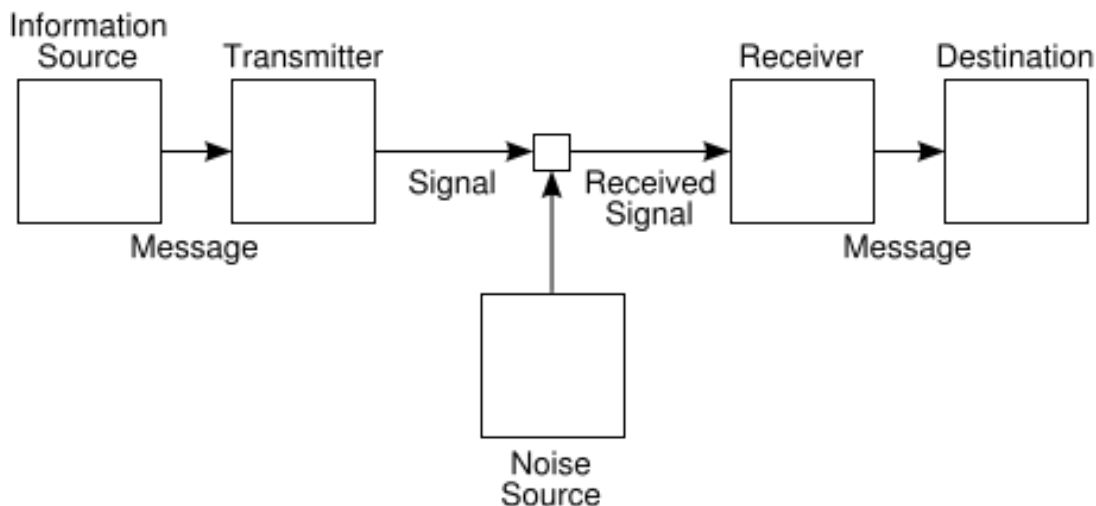 Information
Source
Transmitter
Receiver
Destination
Signal
Received
Signal
Message
Message
Noise
Source